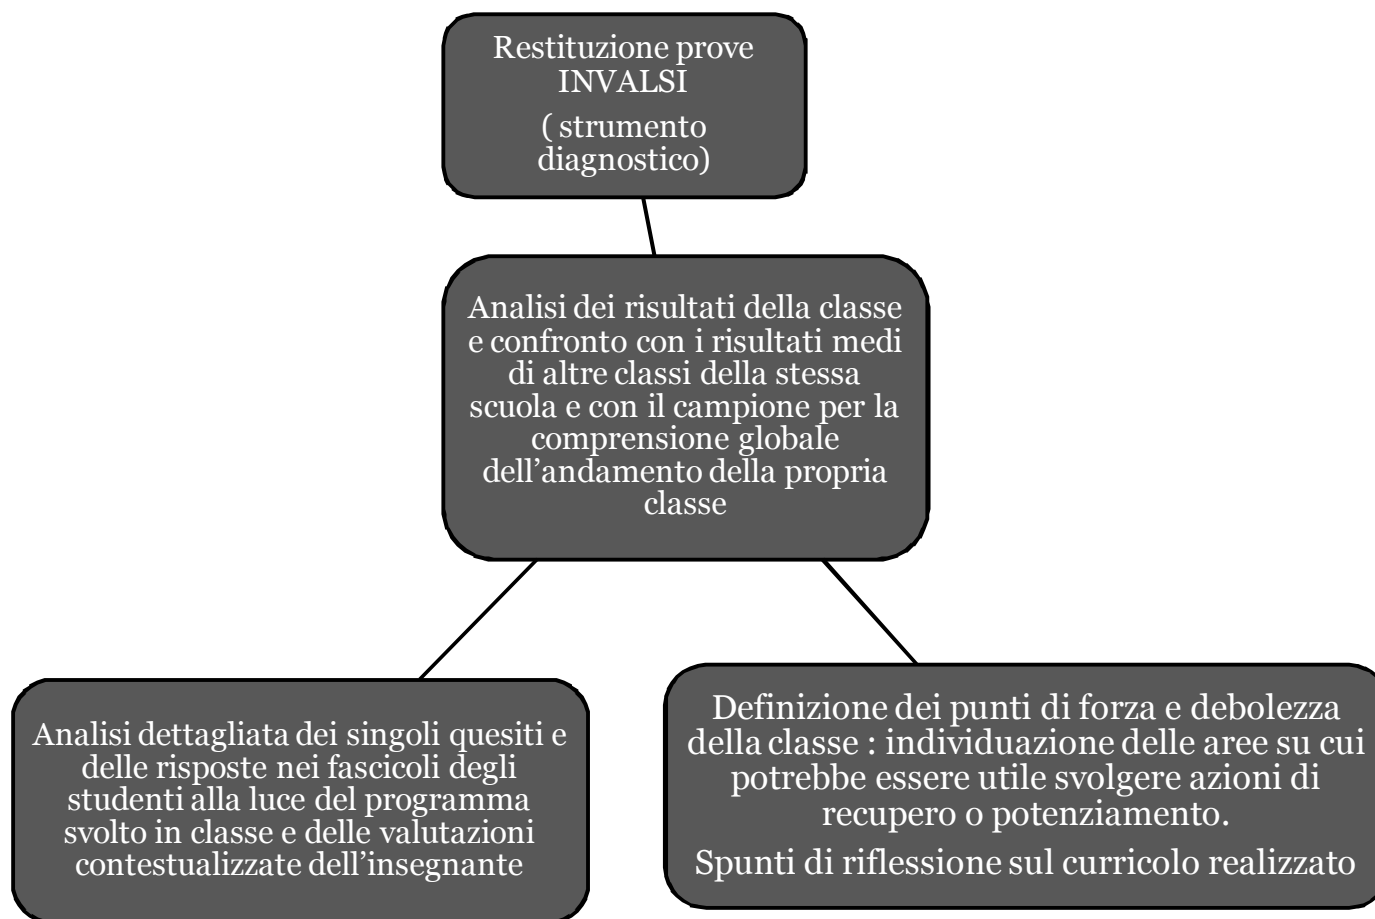 Restituzione prove
INVALSI
( strumento
diagnostico)
Analisi dei risultati della classe
e confronto con i risultati medi
di altre classi della stessa
scuola e con il campione per la
comprensione globale
dell’andamento della propria
classe
Analisi dettagliata dei singoli quesiti e
delle risposte nei fascicoli degli
studenti alla luce del programma
svolto in classe e delle valutazioni
contestualizzate dell’insegnante
Definizione dei punti di forza e debolezza
della classe : individuazione delle aree su cui
potrebbe essere utile svolgere azioni di
recupero o potenziamento.
Spunti di riflessione sul curricolo realizzato